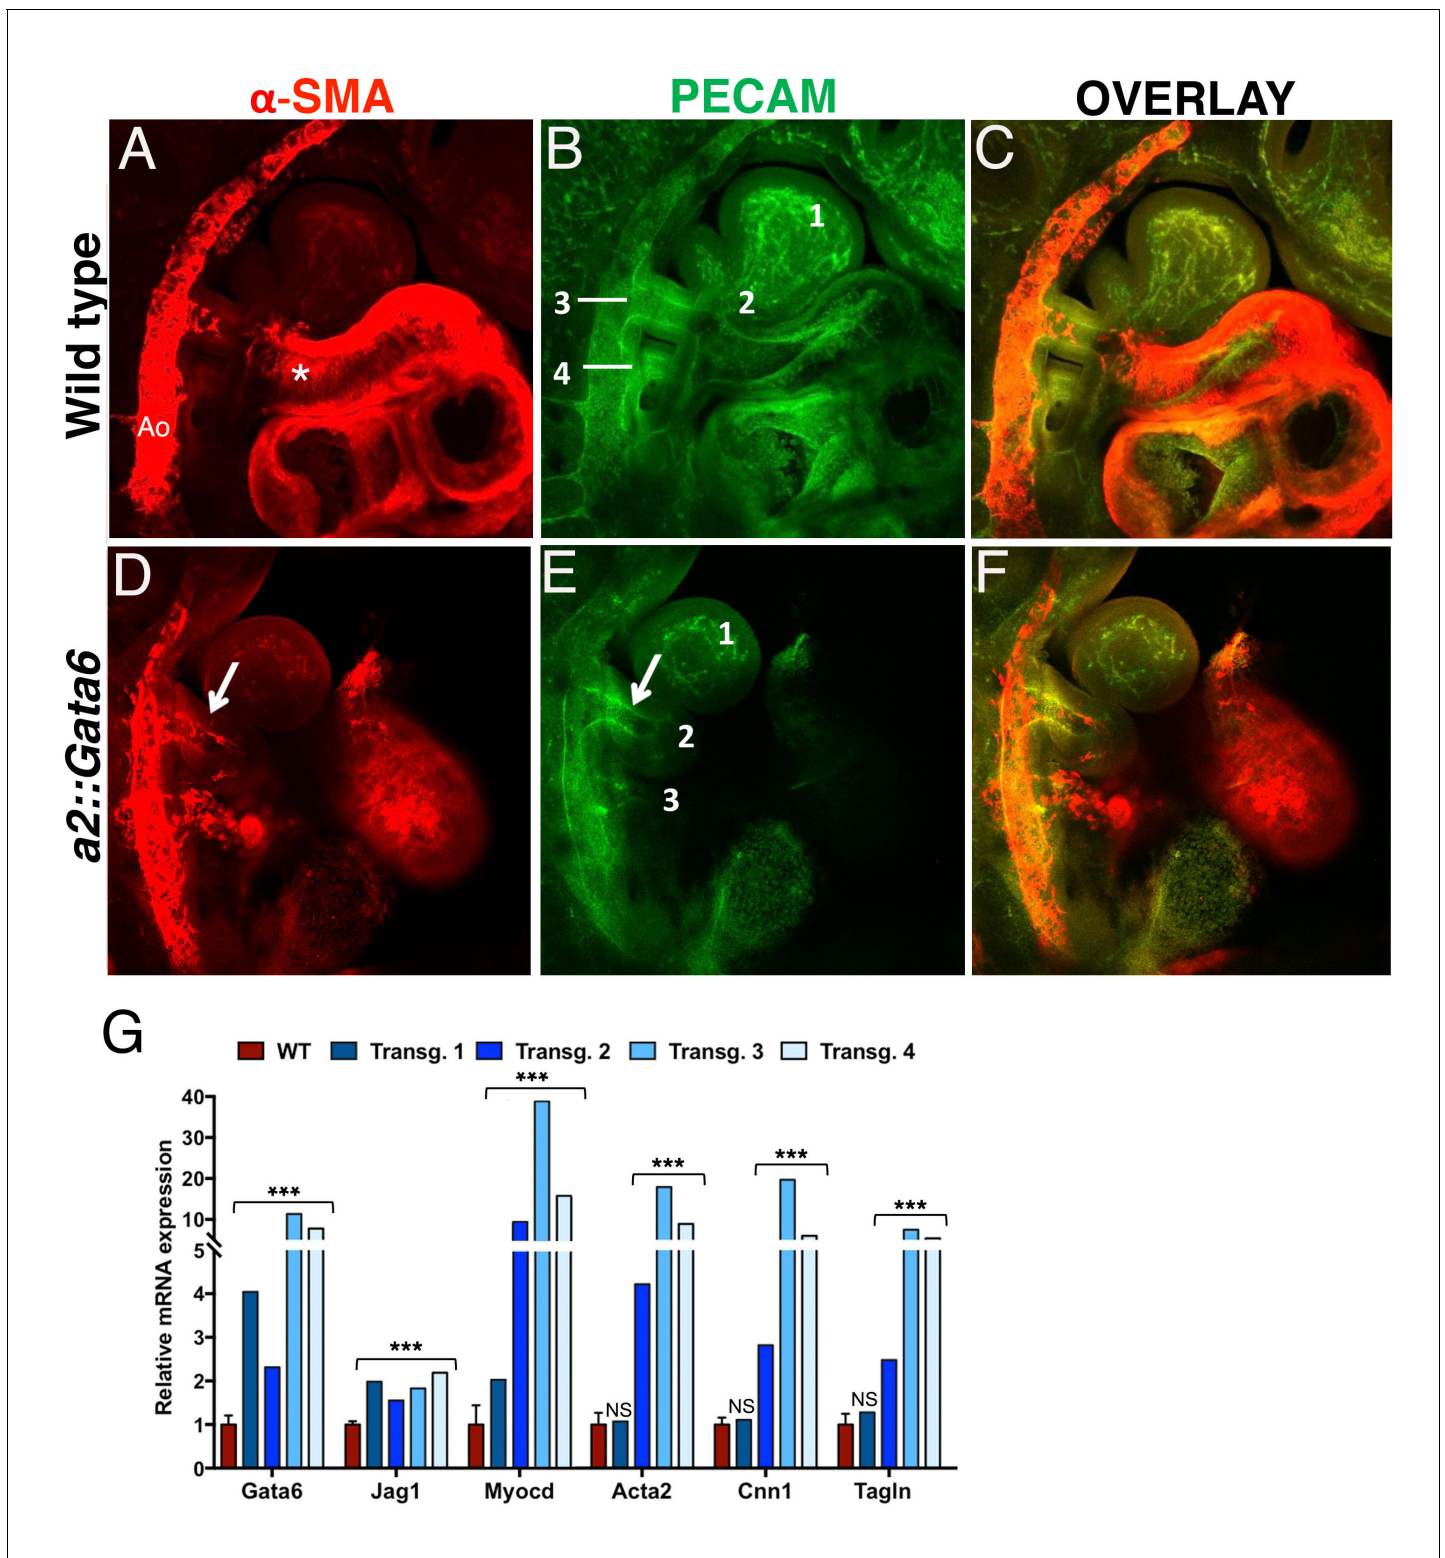 α-SMA PECAM OVERLAY
Wild type
A B C
1
2
3
4
*
Ao
a2::Gata6
D E F
1
2
3
G
WT Transg. 1 Transg. 2 Transg. 3 Transg. 4
Relative mRNA expression
40
30
20
10
5
4
3
2
1
0
*** *** *** *** *** ***
NS NS NS
Gata6 Jag1 Myocd Acta2 Cnn1 Tagln